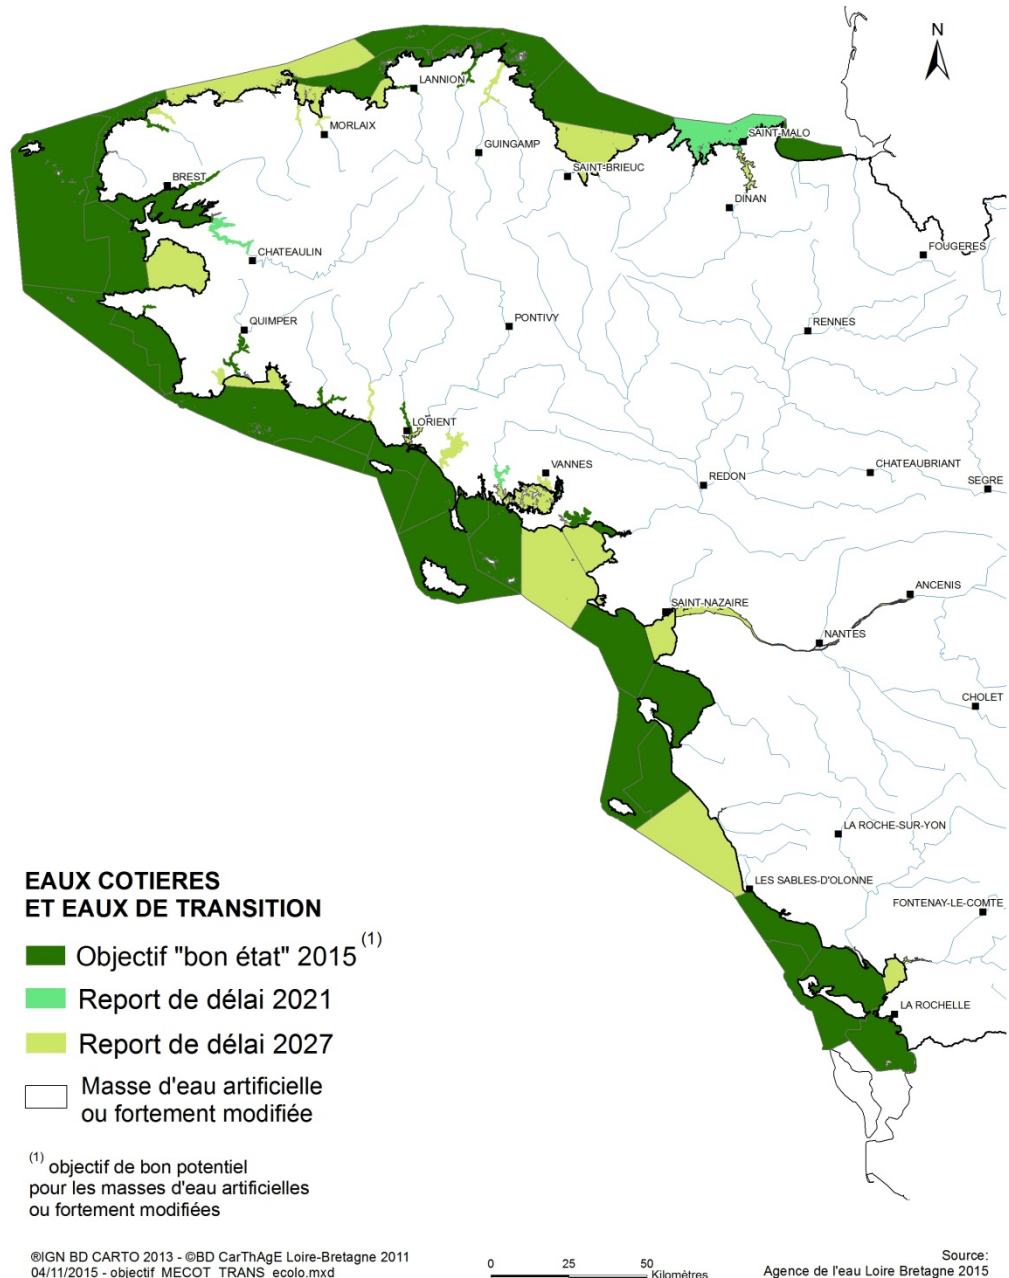 N
LANNION
MORLAIX
GUINGAMP
SAINT-MALO
SAINT-BRIEUC
BREST
DINAN
CHATEAULIN
FOUGERES
QUIMPER
PONTIVY
RENNES
LORIENT
VANNES
REDON
CHATEAUBRIANT
SEGRE
ANCENIS
SAINT-NAZAIRE
NANTES
CHOLET
LA ROCHE-SUR-YON
LES SABLES-D'OLONNE
FONTENAY-LE-COMTE
LA ROCHELLE
EAUX COTIERES
ET EAUX DE TRANSITION
Objectif "bon état" 2015 (1)
Report de délai 2021
Report de délai 2027
Masse d'eau artificielle
ou fortement modifiée
(1) objectif de bon potentiel
pour les masses d'eau artificielles
ou fortement modifiées
®IGN BD CARTO 2013 - ©BD CarThAgE Loire-Bretagne 2011
04/11/2015 - objectif_MECOT_TRANS_ecolo.mxd
0 25 50
Kilomètres
Source:
Agence de l'eau Loire Bretagne 2015